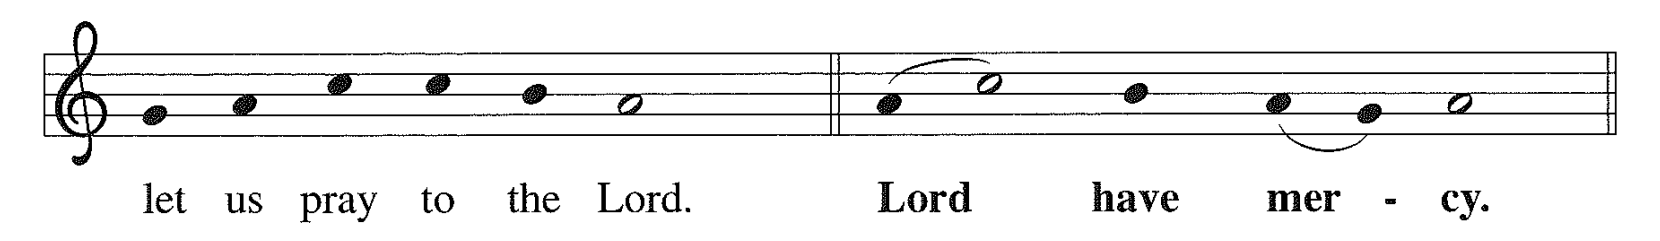 let us pray to the Lord. Lord have mer - cy.